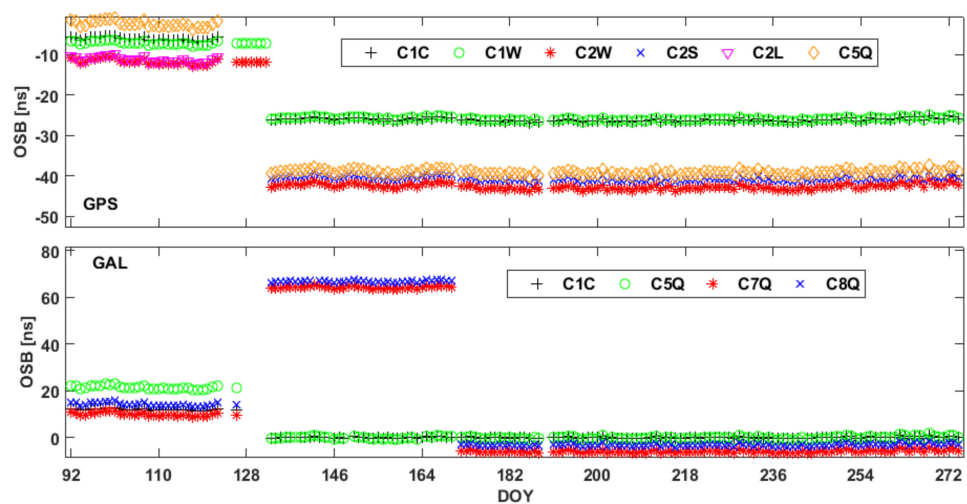 -10
-20
-30
-40
-50
OSB [ns]
C1C C1W C2W C2S C2L C5Q
GPS
80
60
40
20
0
OSB [ns]
GAL
C1C C5Q C7Q C8Q
92 110 128 146 164 182 200 218 236 254 272
DOY